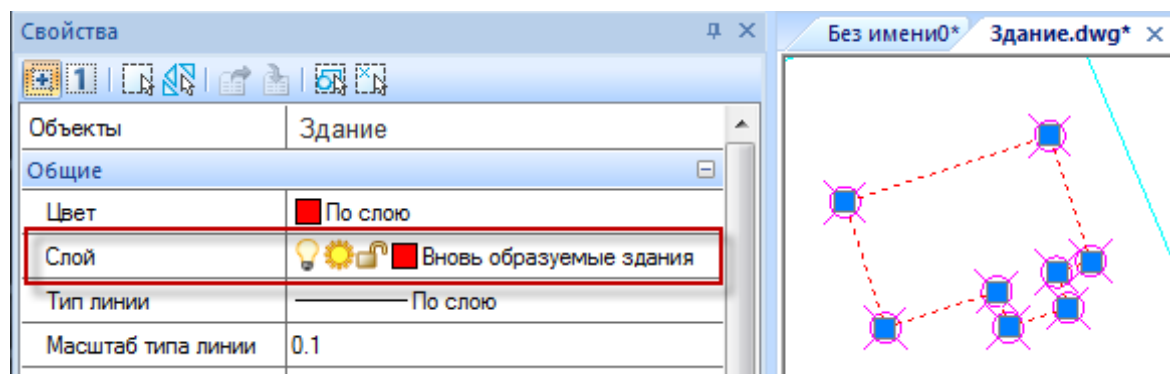 Свойства
Без имени0* Здание.dwg*
1
Объекты Здание
Общие
Цвет По слою
Слой Вновь образуемые здания
Тип линии По слою
Масштаб типа линии 0.1